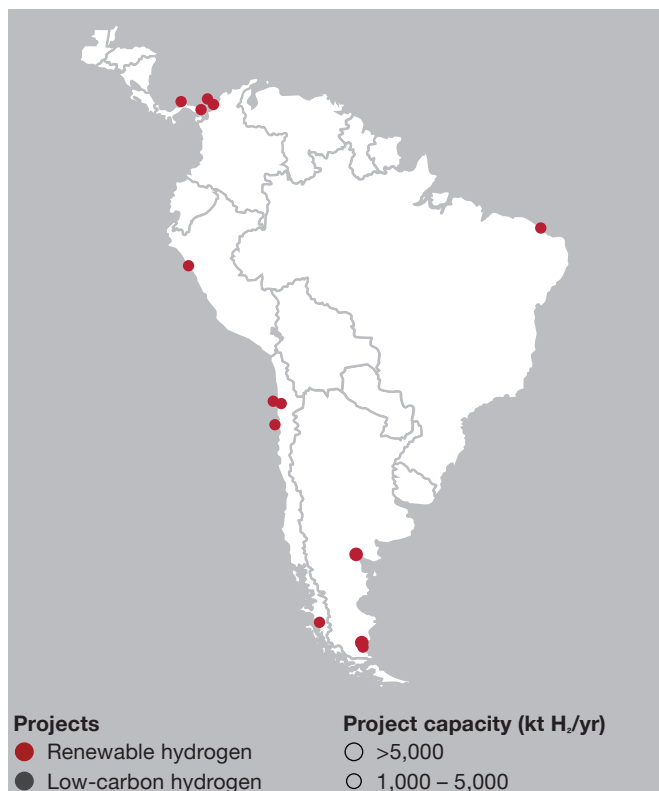 Projects
Renewable hydrogen
Low-carbon hydrogen
Project capacity (kt H₂/yr)
>5,000
1,000 – 5,000